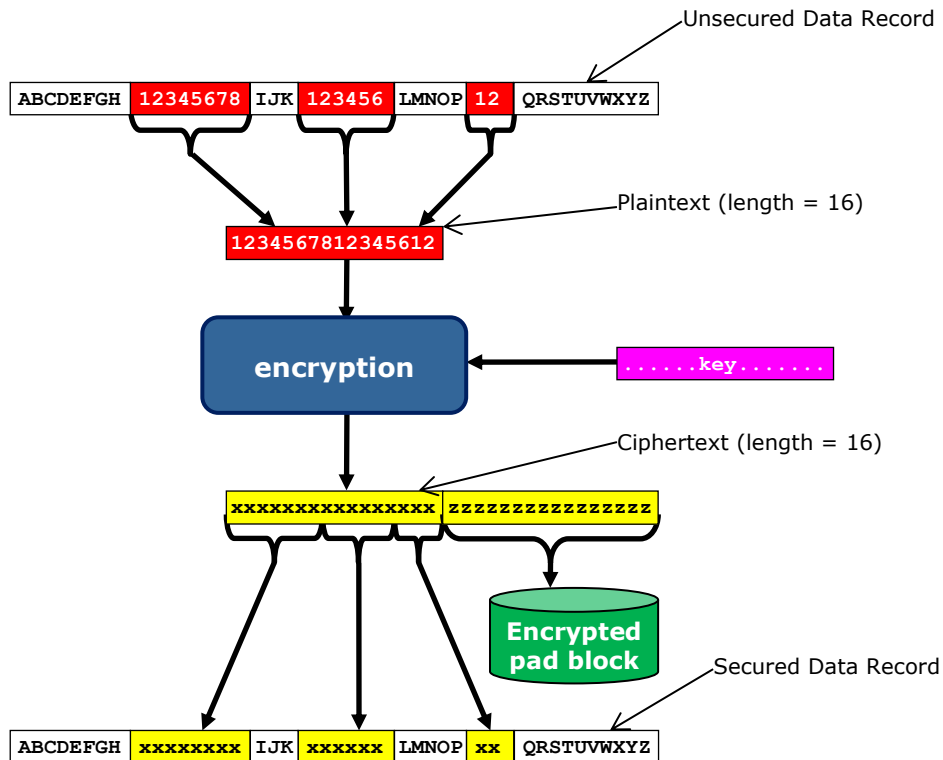 Unsecured Data Record
ABCDEFGH 12345678 IJK 123456 LMNOP 12 QRSTUVWXYZ
Plaintext (length = 16)
1234567812345612
encryption
......key.......
Ciphertext (length = 16)
xxxxxxxxxxxxxxxx zzzzzzzzzzzzzzzz
Encrypted
pad block
Secured Data Record
ABCDEFGH xxxxxxxx IJK xxxxxx LMNOP xx QRSTUVWXYZ